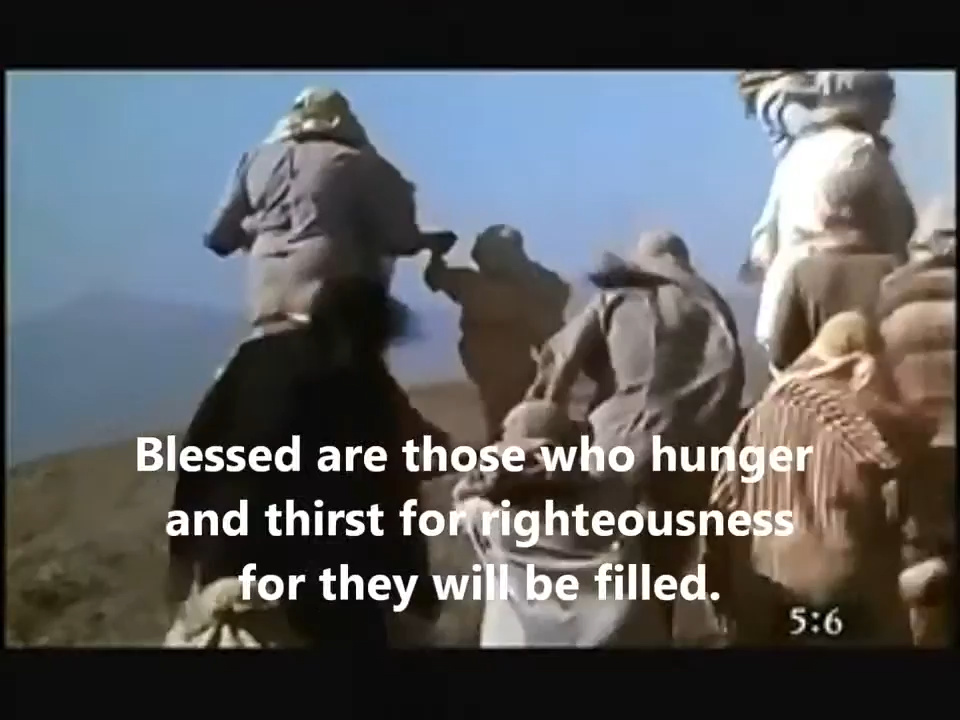 Blessed are those who hunger
and thirst for righteousness
for they will be filled.
5:6